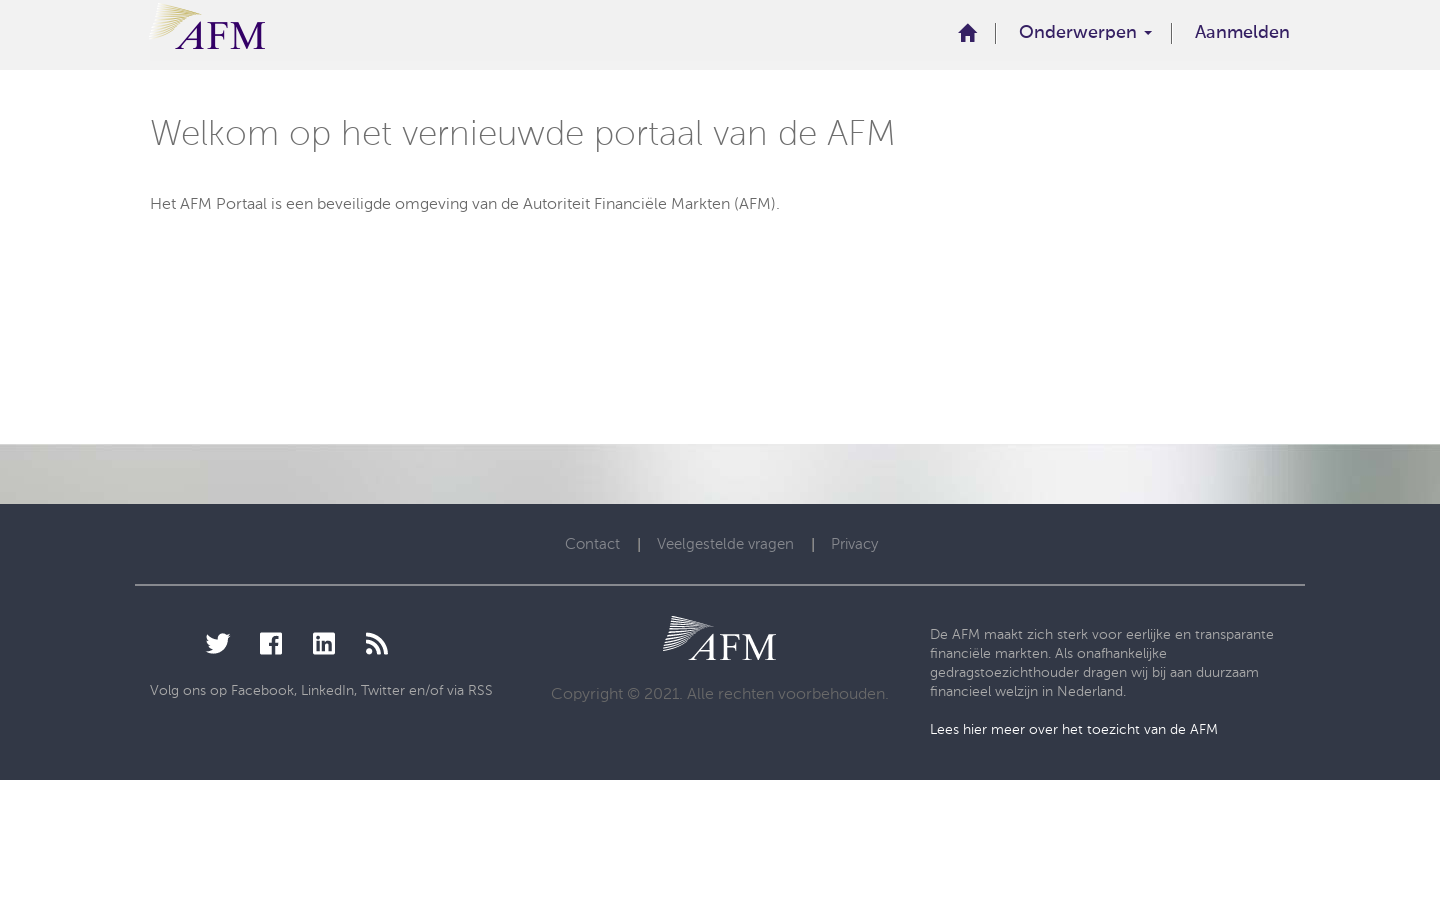 AFM
Onderwerpen
Aanmelden
Welkom op het vernieuwde portaal van de AFM
Het AFM Portaal is een beveiligde omgeving van de Autoriteit Financiële Markten (AFM).
Contact | Veelgestelde vragen | Privacy
Volg ons op Facebook, LinkedIn, Twitter en/of via RSS
AFM
Copyright © 2021. Alle rechten voorbehouden.
De AFM maakt zich sterk voor eerlijke en transparante
financiële markten. Als onafhankelijke
gedragstoezichthouder dragen wij bij aan duurzaam
financieel welzijn in Nederland.
Lees hier meer over het toezicht van de AFM